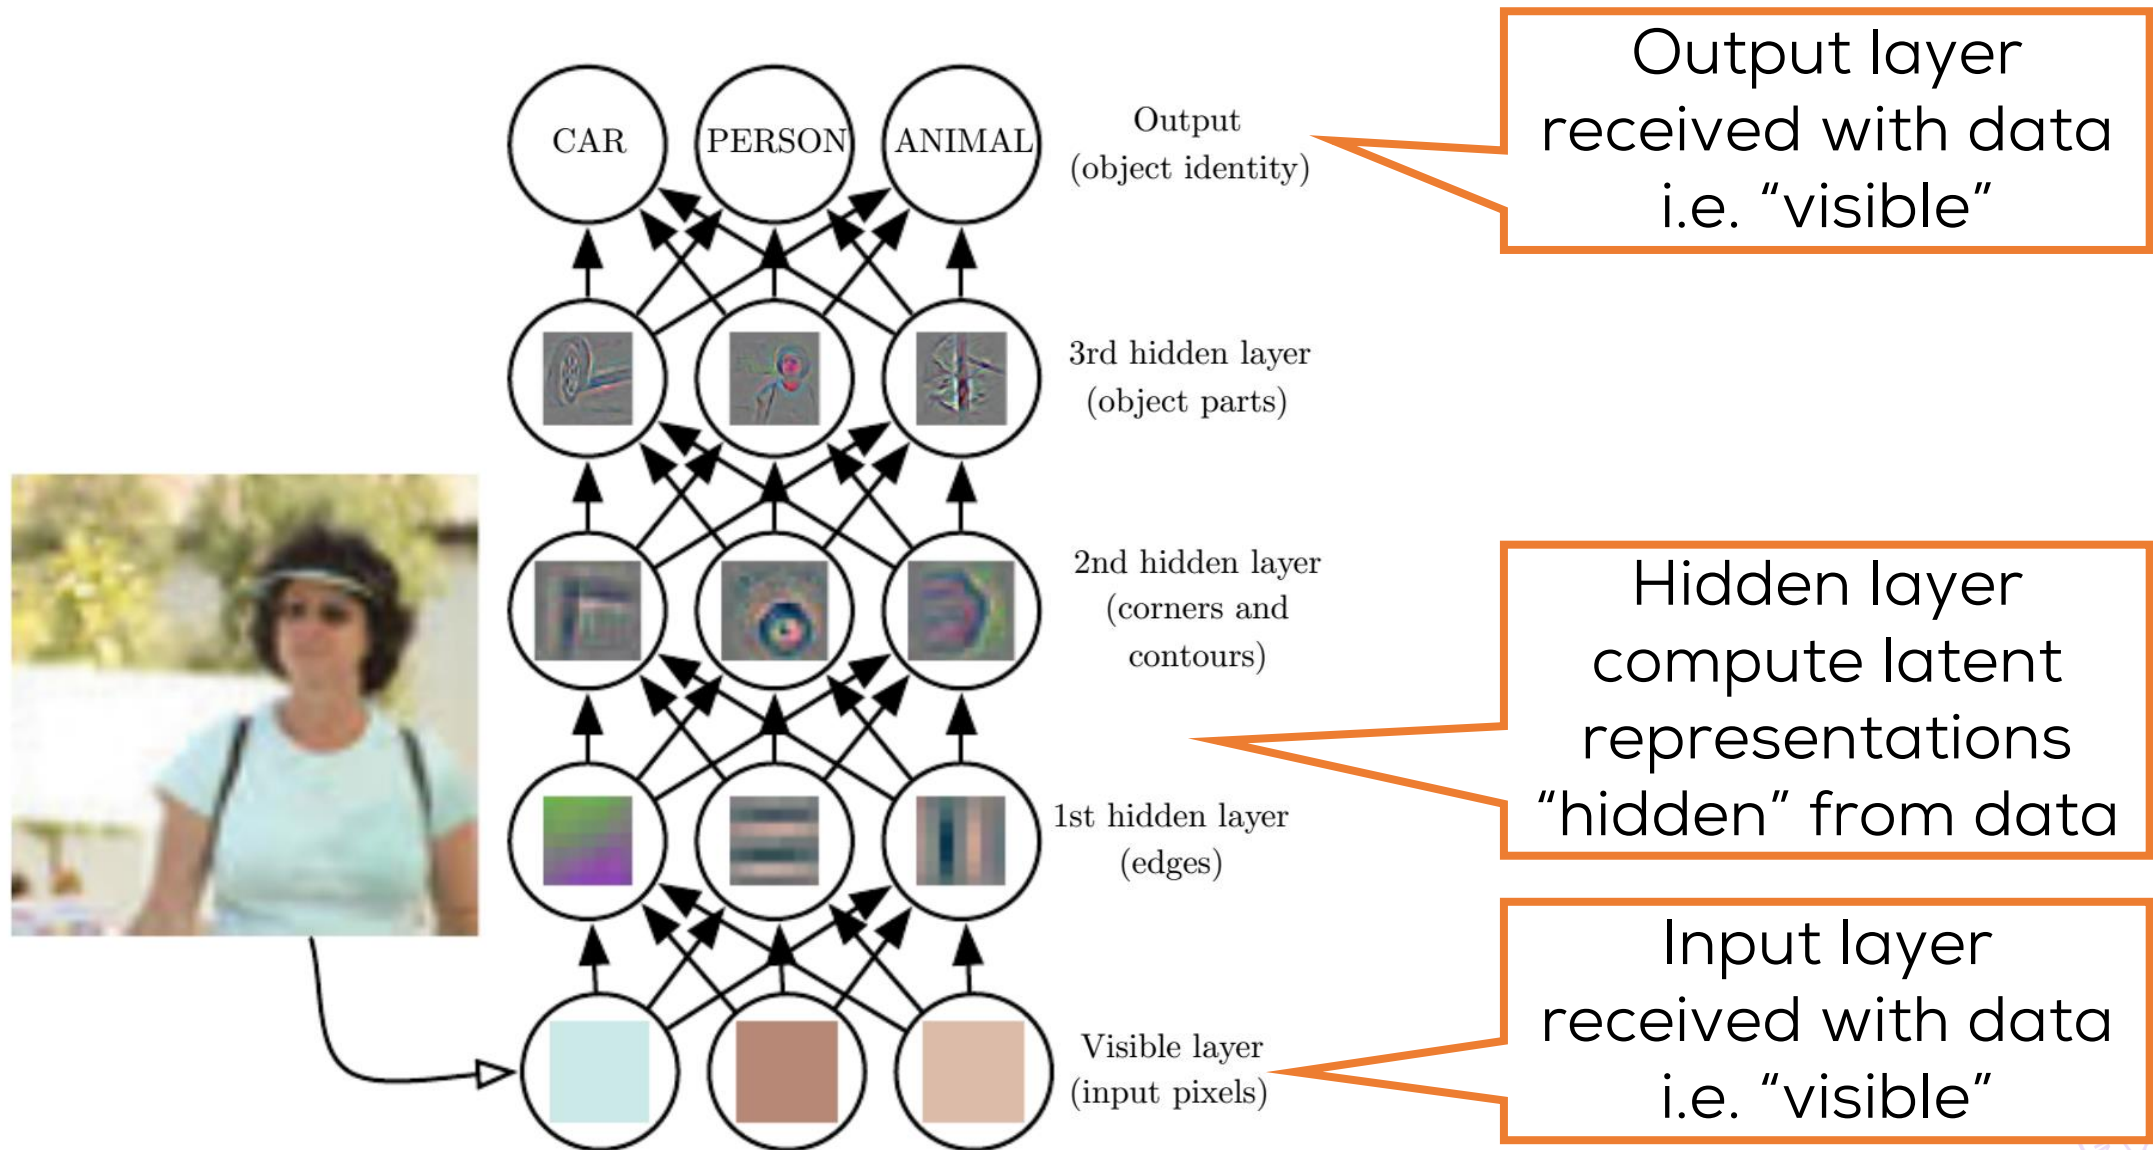 CAR
PERSON
ANIMAL
Output
(object identity)
Output layer
received with data
i.e. “visible”
3rd hidden layer
(object parts)
2nd hidden layer
(corners and
contours)
Hidden layer
compute latent
representations
“hidden” from data
1st hidden layer
(edges)
Visible layer
(input pixels)
Input layer
received with data
i.e. “visible”